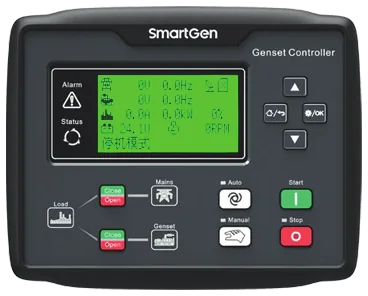 SmartGen
Genset Controller
Alarm
Status
0V 0.0Hz
0V 0.0Hz
0.0A 0.0kW 0%
24.1V 0RPM
停机模式
/OK
Load
Close
Open
Mains
Close
Open
Genset
Auto
Start
I
Manual
Stop
O